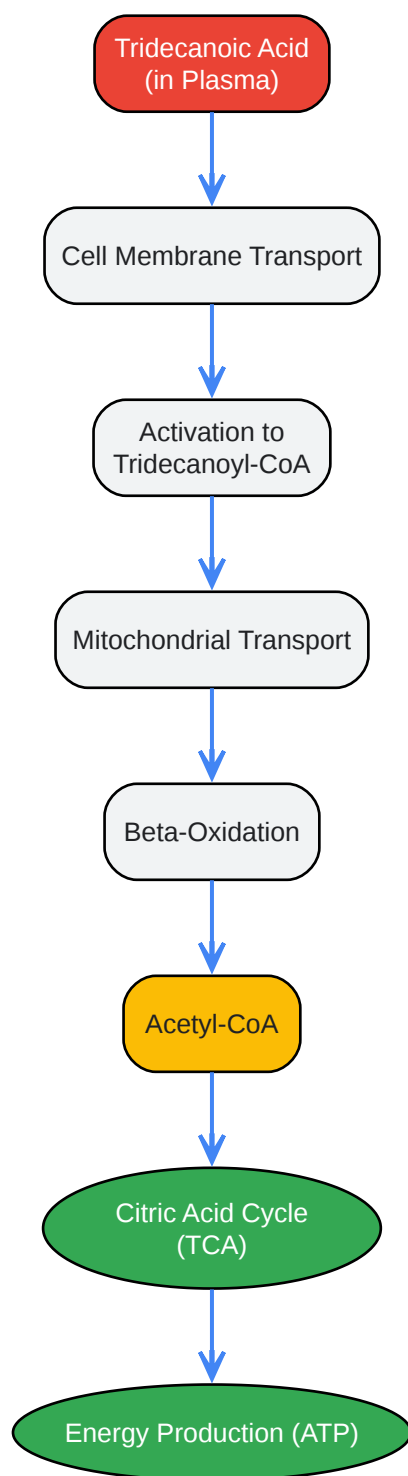 Tridecanoic Acid
(in Plasma)
Cell Membrane Transport
Activation to
Tridecanoyl-CoA
Mitochondrial Transport
Beta-Oxidation
Acetyl-CoA
Citric Acid Cycle
(TCA)
Energy Production (ATP)